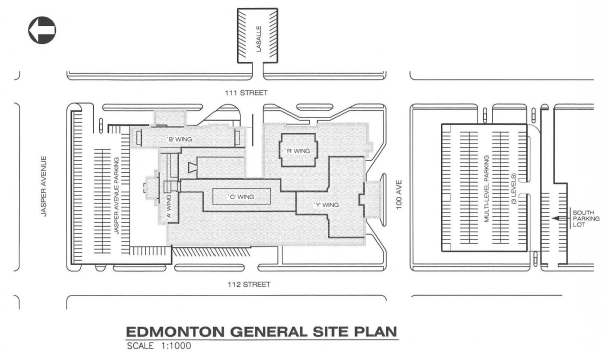 LASALLE
111 STREET
'B' WING
'R' WING
JASPER AVENUE
JASPER AVENUE PARKING
'A' WING
'C' WING
'Y' WING
100 AVE
MULTI-LEVEL PARKING
(3 LEVELS)
SOUTH
PARKING
LOT
112 STREET
EDMONTON GENERAL SITE PLAN
SCALE 1:1000